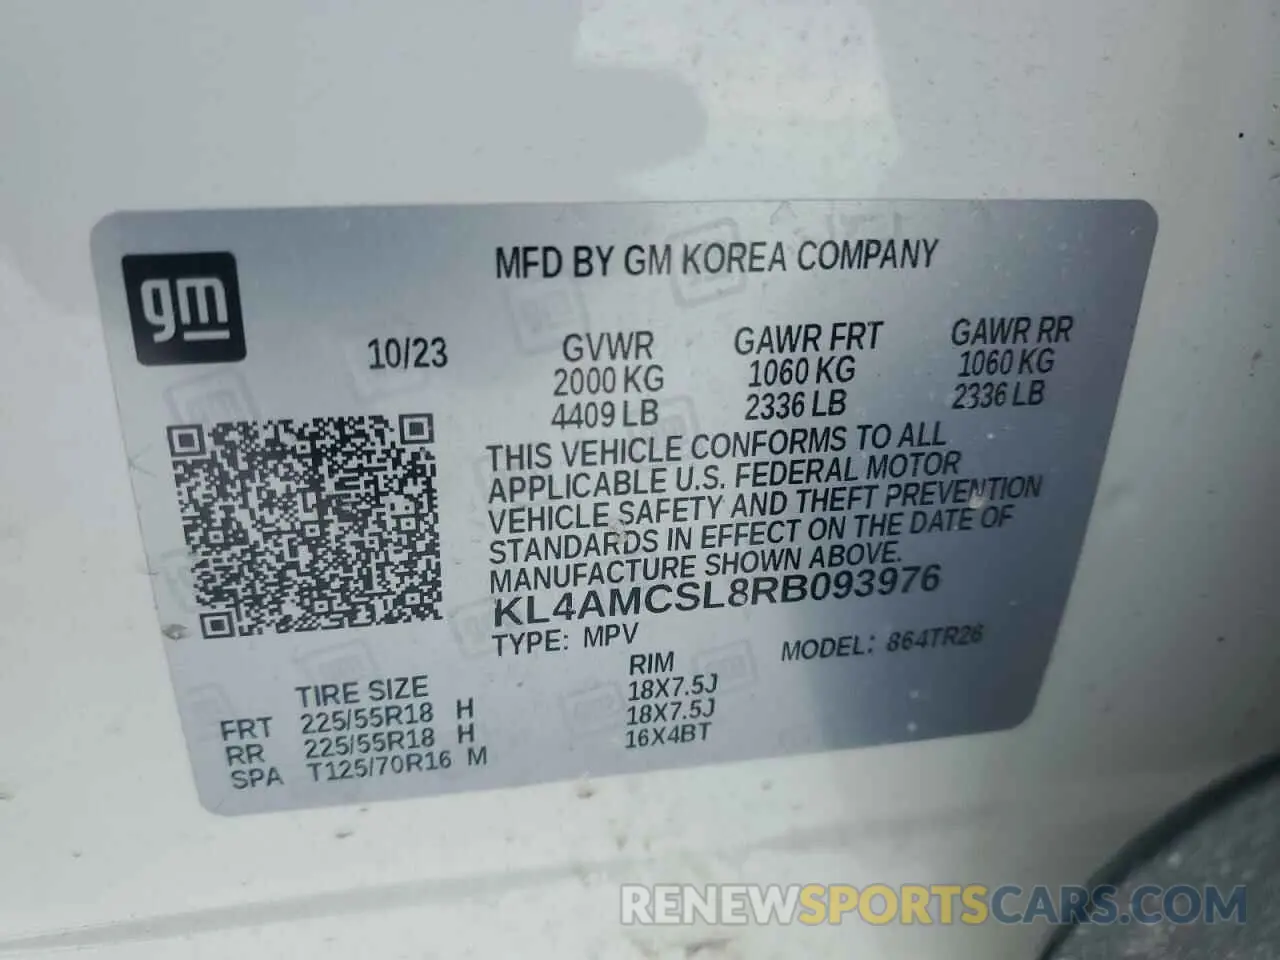 gm
MFD BY GM KOREA COMPANY
10/23 GVWR GAWR FRT GAWR RR
2000 KG 1060 KG 1060 KG
4409 LB 2336 LB 2336 LB
THIS VEHICLE CONFORMS TO ALL
APPLICABLE U.S. FEDERAL MOTOR
VEHICLE SAFETY AND THEFT PREVENTION
STANDARDS IN EFFECT ON THE DATE OF
MANUFACTURE SHOWN ABOVE.
KL4AMCSL8RB093976
TYPE: MPV MODEL: 864TR26
TIRE SIZE RIM
FRT 225/55R18 H 18X7.5J
RR 225/55R18 H 18X7.5J
SPA T125/70R16 M 16X4BT
RENEWSPORTSCARS.COM